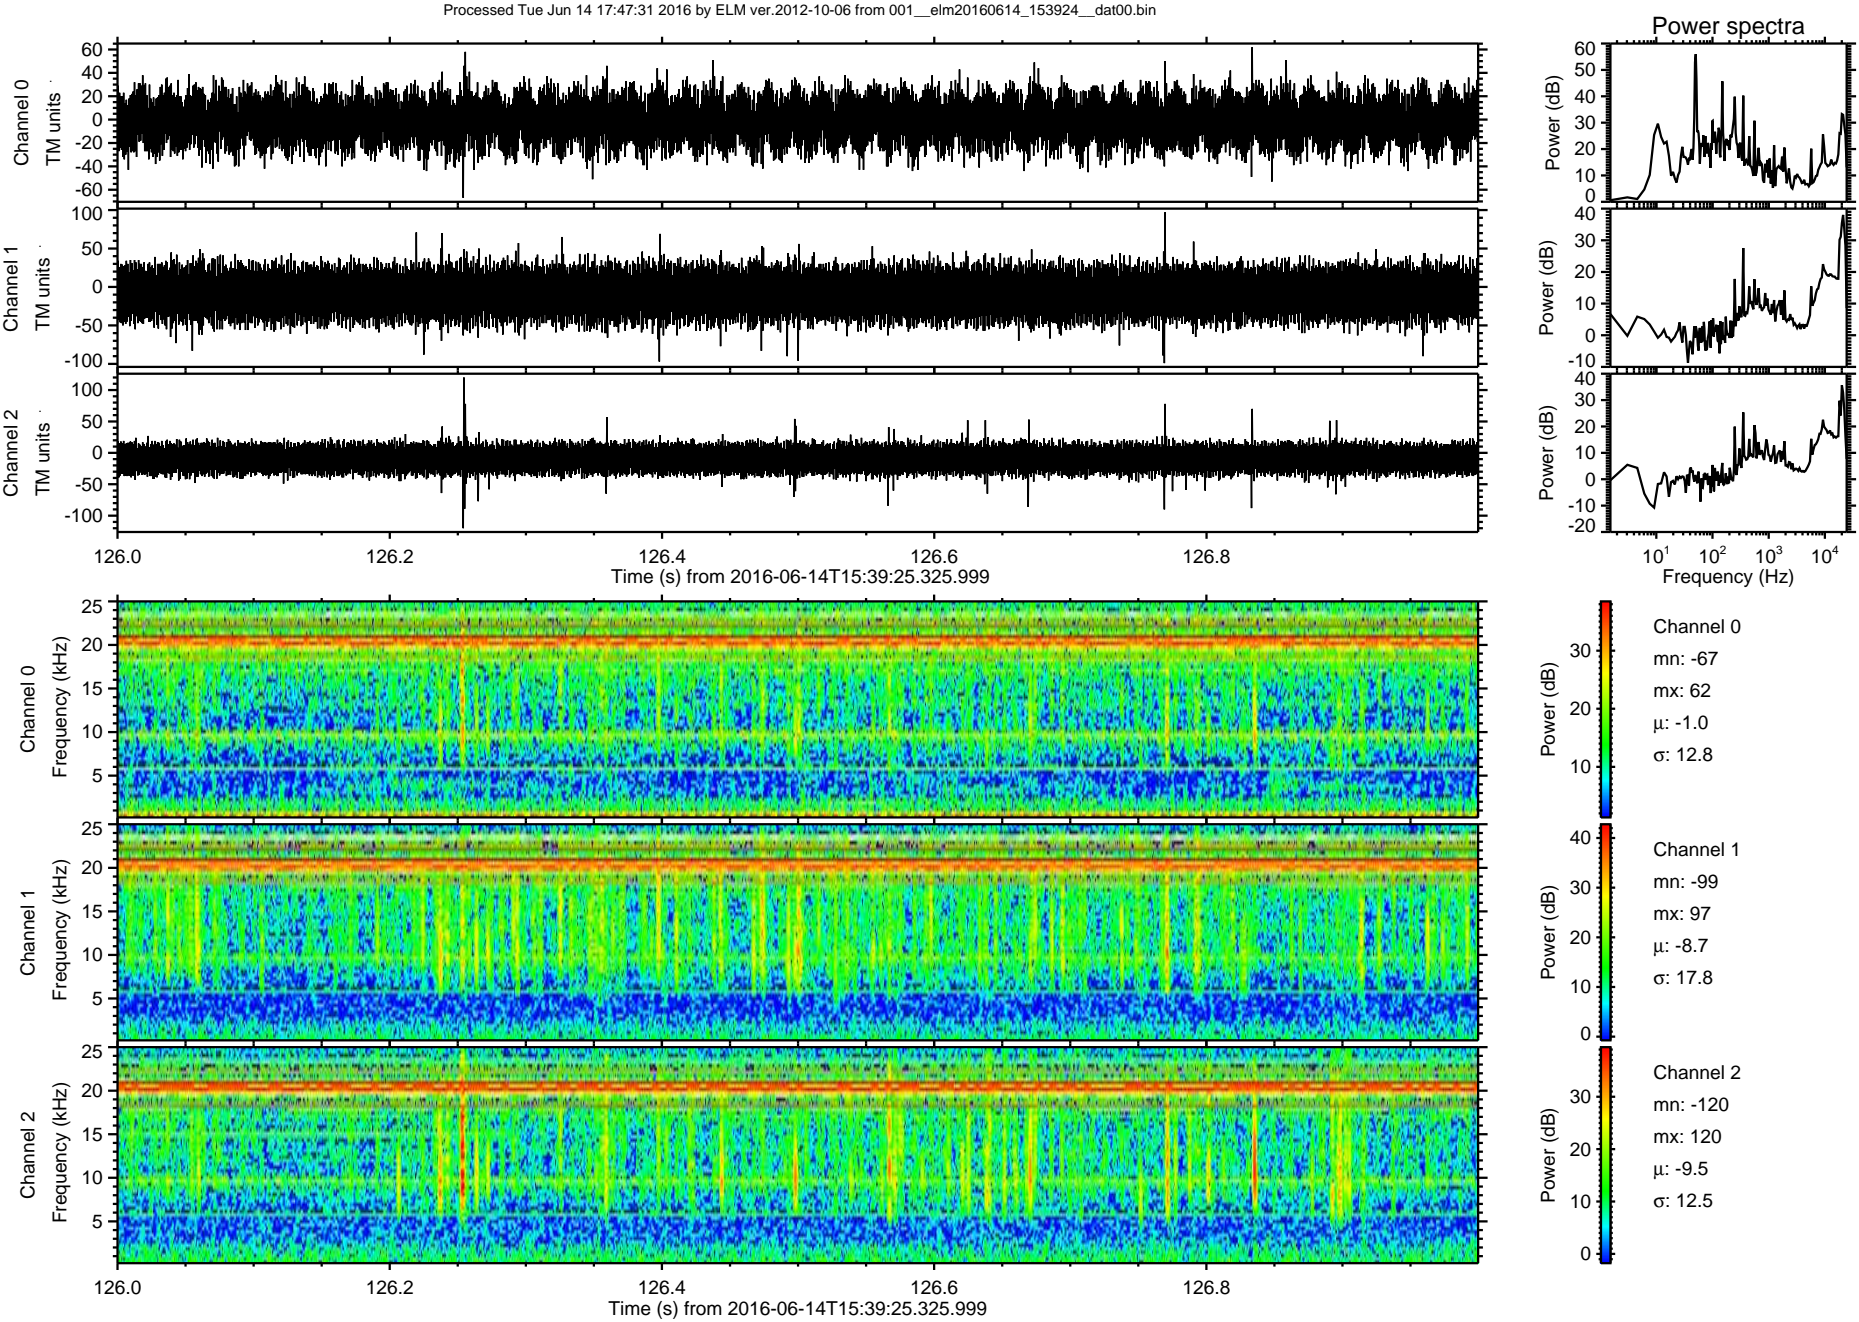 Processed Tue Jun 14 17:47:31 2016 by ELM ver.2012-10-06 from 001__elm20160614_153924__dat00.bin
Power spectra
Channel 0
TM units
60
40
20
0
-20
-40
-60
Power (dB)
60
50
40
30
20
10
0
Channel 1
TM units
100
50
0
-50
-100
Power (dB)
40
30
20
10
0
-10
Channel 2
TM units
100
50
0
-50
-100
Power (dB)
40
30
20
10
0
-10
-20
126.0 126.2 126.4 126.6 126.8
Time (s) from 2016-06-14T15:39:25.325.999
10¹ 10² 10³ 10⁴
Frequency (Hz)
Channel 0
Frequency (kHz)
25
20
15
10
5
Power (dB)
30
20
10
Channel 0
mn: -67
mx: 62
μ: -1.0
σ: 12.8
Channel 1
Frequency (kHz)
25
20
15
10
5
Power (dB)
40
30
20
10
0
Channel 1
mn: -99
mx: 97
μ: -8.7
σ: 17.8
Channel 2
Frequency (kHz)
25
20
15
10
5
Power (dB)
30
20
10
0
Channel 2
mn: -120
mx: 120
μ: -9.5
σ: 12.5
126.0 126.2 126.4 126.6 126.8
Time (s) from 2016-06-14T15:39:25.325.999